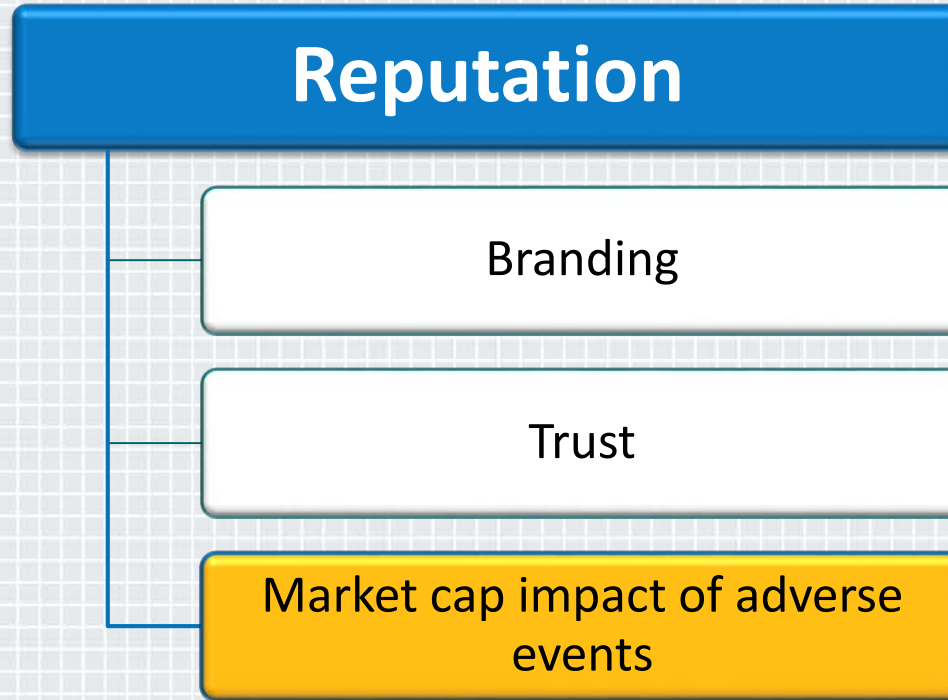 Reputation
Branding
Trust
Market cap impact of adverse
events